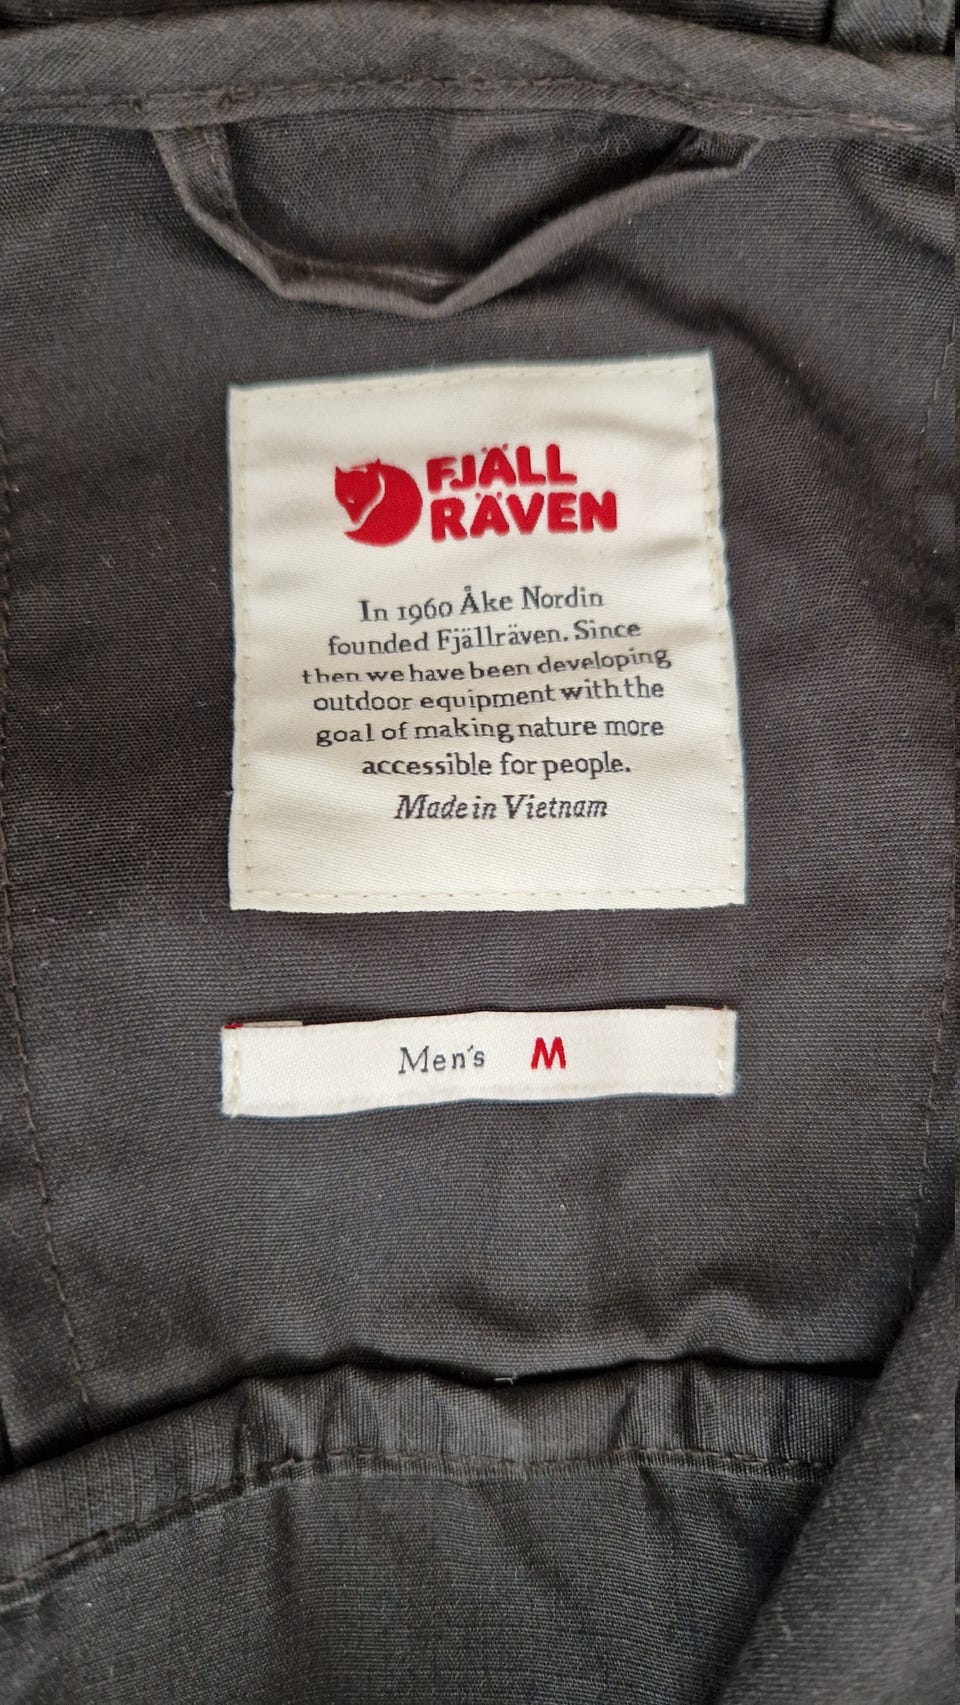 FJÄLL
RÄVEN
In 1960 Åke Nordin
founded Fjällräven. Since
then we have been developing
outdoor equipment with the
goal of making nature more
accessible for people.
Made in Vietnam
Men's M